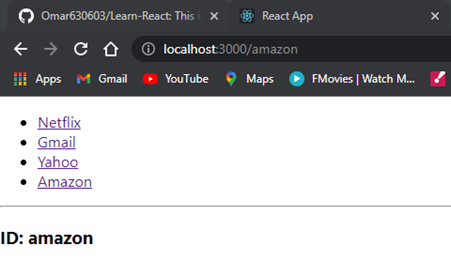 Omar630603/Learn-React: This i
React App
localhost:3000/amazon
Apps Gmail YouTube Maps FMovies | Watch M...
Netflix
Gmail
Yahoo
Amazon
ID: amazon